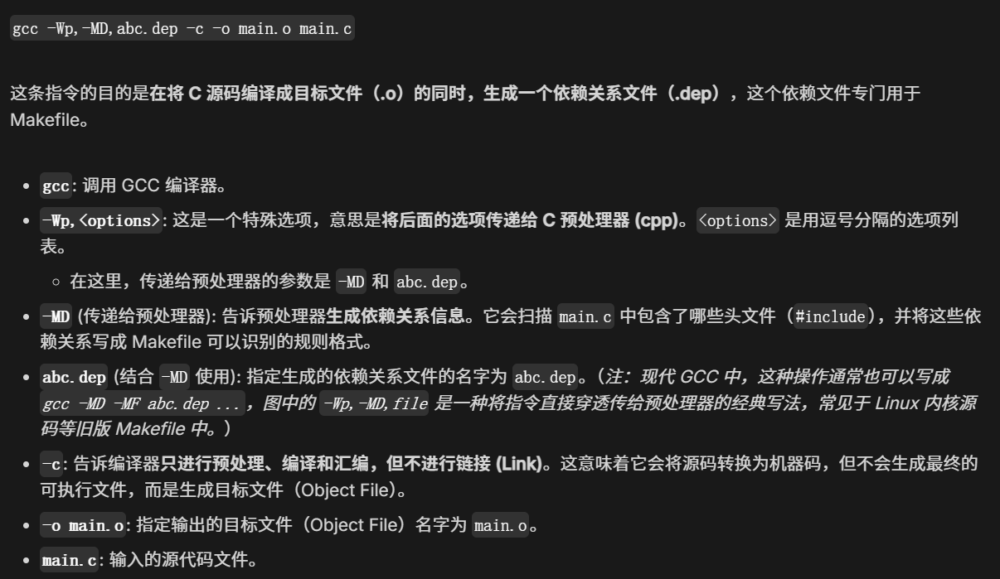 gcc -Wp,-MD,abc.dep -c -o main.o main.c
这条指令的目的是在将 C 源码编译成目标文件（.o）的同时，生成一个依赖关系文件（.dep），这个依赖文件专门用于
Makefile。
• gcc: 调用 GCC 编译器。
• -Wp,<options>: 这是一个特殊选项，意思是将后面的选项传递给 C 预处理器 (cpp)。<options> 是用逗号分隔的选项列
表。
◦ 在这里，传递给预处理器的参数是 -MD 和 abc.dep。
• -MD (传递给预处理器): 告诉预处理器生成依赖关系信息。它会扫描 main.c 中包含了哪些头文件（#include），并将这些依
赖关系写成 Makefile 可以识别的规则格式。
• abc.dep (结合 -MD 使用): 指定生成的依赖关系文件的名字为 abc.dep。（注：现代 GCC 中，这种操作通常也可以写成
gcc -MD -MF abc.dep ...，图中的 -Wp,-MD,file 是一种将指令直接穿透传给预处理器的经典写法，常见于 Linux 内核源
码等旧版 Makefile 中。）
• -c: 告诉编译器只进行预处理、编译和汇编，但不进行链接 (Link)。这意味着它会将源码转换为机器码，但不会生成最终的
可执行文件，而是生成目标文件（Object File）。
• -o main.o: 指定输出的目标文件（Object File）名字为 main.o。
• main.c: 输入的源代码文件。